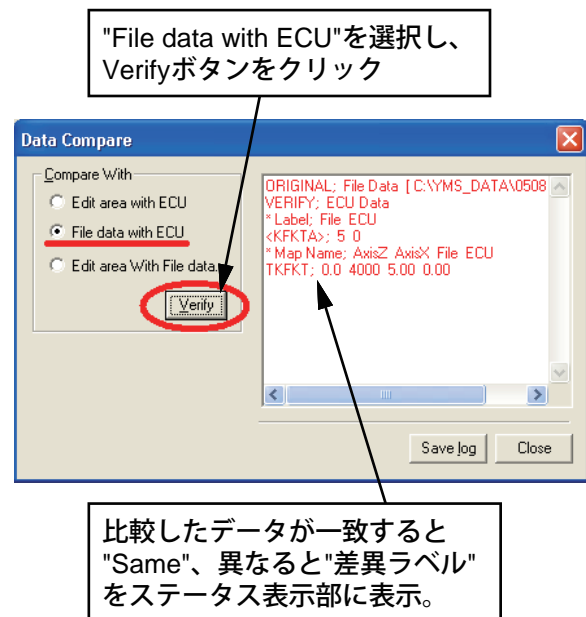 "File data with ECU"を選択し、
Verifyボタンをクリック
Data Compare
Compare With
Edit area with ECU
File data with ECU
Edit area With File data.
Verify
ORIGINAL; File Data [ C:\YMS_DATA\0508
VERIFY; ECU Data
* Label; File ECU
<KFKTA>; 5 0
* Map Name; AxisZ AxisX File ECU
TKFKT; 0.0 4000 5.00 0.00
Save log
Close
比較したデータが一致すると
"Same"、異なると"差異ラベル"
をステータス表示部に表示。